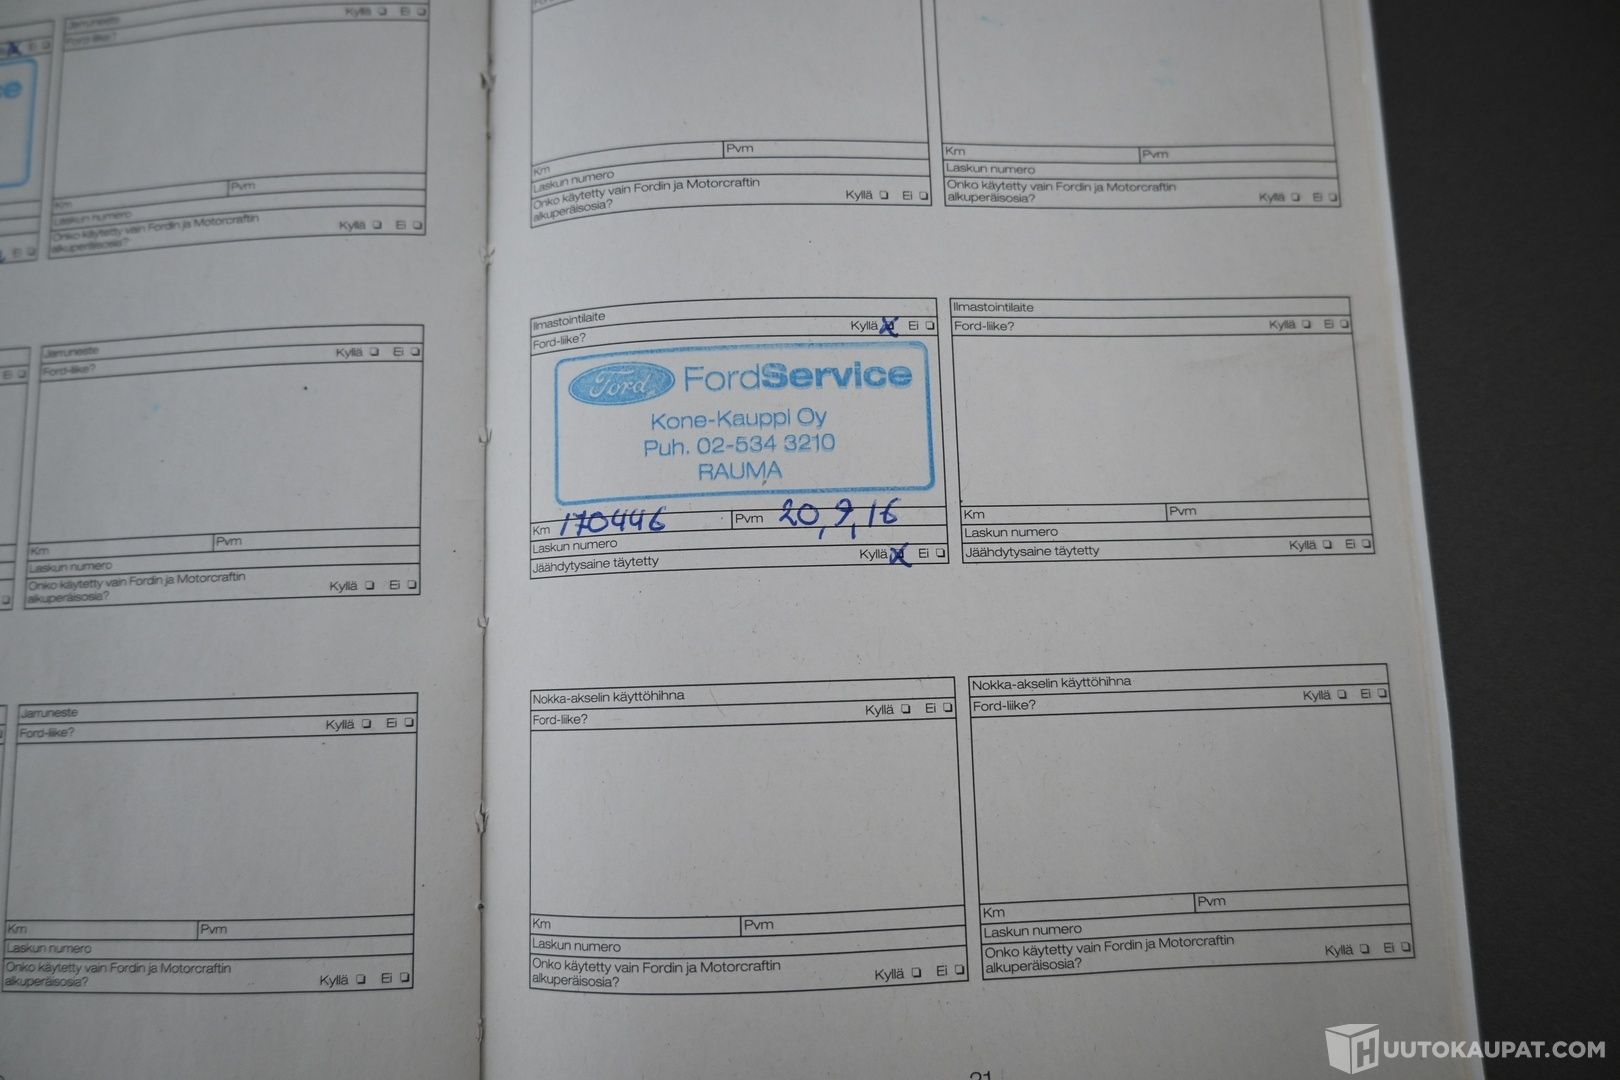 Jarruneste
Kyllä Ei
Ford-liike?
Km Pvm
Laskun numero
Onko käytetty vain Fordin ja Motorcraftin
alkuperäisosia?
Kyllä Ei
Jarruneste
Kyllä Ei
Ford-liike?
Km Pvm
Laskun numero
Onko käytetty vain Fordin ja Motorcraftin
alkuperäisosia?
Kyllä Ei
Jarruneste
Kyllä Ei
Ford-liike?
Km Pvm
Laskun numero
Onko käytetty vain Fordin ja Motorcraftin
alkuperäisosia?
Kyllä Ei
Km Pvm
Laskun numero
Onko käytetty vain Fordin ja Motorcraftin
alkuperäisosia?
Kyllä Ei
Km Pvm
Laskun numero
Onko käytetty vain Fordin ja Motorcraftin
alkuperäisosia?
Kyllä Ei
Ilmastointilaite
Kyllä x Ei
Ford-liike?
Ford FordService
Kone-Kauppi Oy
Puh. 02-534 3210
RAUMA
Km 170446 Pvm 20,9,16
Laskun numero
Jäähdytysaine täytetty Kyllä x Ei
Ilmastointilaite
Ford-liike? Kyllä Ei
Km Pvm
Laskun numero
Jäähdytysaine täytetty Kyllä Ei
Nokka-akselin käyttöhihna
Kyllä Ei
Ford-liike?
Km Pvm
Laskun numero
Onko käytetty vain Fordin ja Motorcraftin
alkuperäisosia?
Kyllä Ei
Nokka-akselin käyttöhihna
Kyllä Ei
Ford-liike?
Km Pvm
Laskun numero
Onko käytetty vain Fordin ja Motorcraftin
alkuperäisosia?
Kyllä Ei
HUUTOKAUPAT.COM